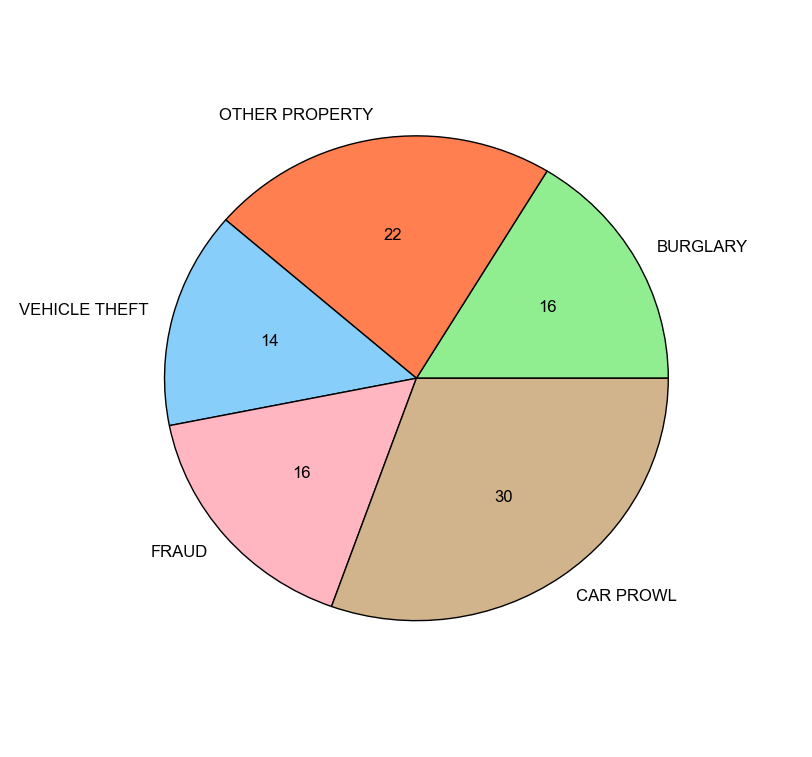 OTHER PROPERTY
22
BURGLARY
16
VEHICLE THEFT
14
16
FRAUD
30
CAR PROWL